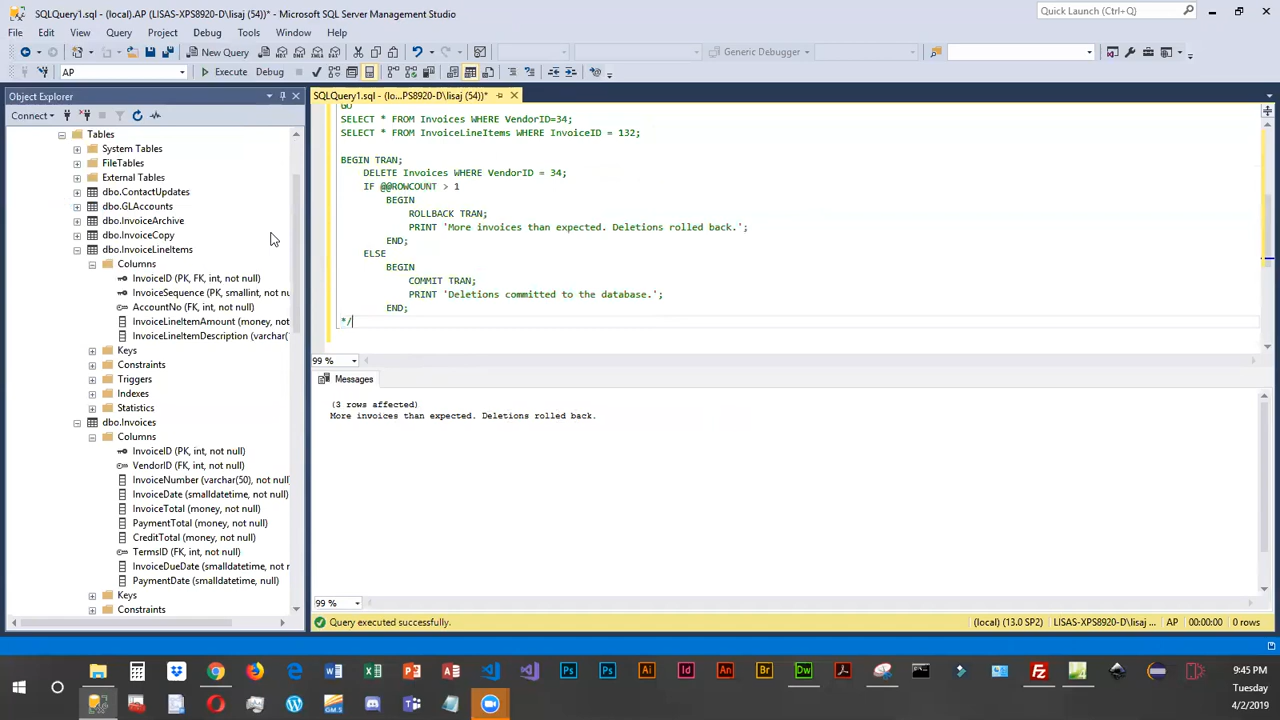 SQLQuery1.sql - (local).AP (LISAS-XPS8920\lisaj (54))* - Microsoft SQL Server Management Studio
Quick Launch (Ctrl+Q)
File Edit View Query Project Debug Tools Window Help
New Query
Generic Debugger
AP
Execute Debug
Object Explorer
SQLQuery1.sql - (lo...PS8920-D\lisaj (54))*
Connect
Tables
System Tables
FileTables
External Tables
dbo.ContactUpdates
dbo.GLAccounts
dbo.InvoiceArchive
dbo.InvoiceCopy
dbo.InvoiceLineItems
Columns
InvoiceID (PK, FK, int, not null)
InvoiceSequence (PK, smallint, not nu
AccountNo (FK, int, not null)
InvoiceLineItemAmount (money, not
InvoiceLineItemDescription (varchar(
Keys
Constraints
Triggers
Indexes
Statistics
dbo.Invoices
Columns
InvoiceID (PK, int, not null)
VendorID (FK, int, not null)
InvoiceNumber (varchar(50), not null)
InvoiceDate (smalldatetime, not null)
InvoiceTotal (money, not null)
PaymentTotal (money, not null)
CreditTotal (money, not null)
TermsID (FK, int, not null)
InvoiceDueDate (smalldatetime, not
PaymentDate (smalldatetime, null)
Keys
Constraints
GO
SELECT * FROM Invoices WHERE VendorID=34;
SELECT * FROM InvoiceLineItems WHERE InvoiceID = 132;
BEGIN TRAN;
DELETE Invoices WHERE VendorID = 34;
IF @@ROWCOUNT > 1
BEGIN
ROLLBACK TRAN;
PRINT 'More invoices than expected. Deletions rolled back.';
END;
ELSE
BEGIN
COMMIT TRAN;
PRINT 'Deletions committed to the database.';
END;
*/
99 %
Messages
(3 rows affected)
More invoices than expected. Deletions rolled back.
99 %
Query executed successfully.
(local) (13.0 SP2)
LISAS-XPS8920-D\lisaj ...
AP
00:00:00
0 rows
9:45 PM
Tuesday
4/2/2019